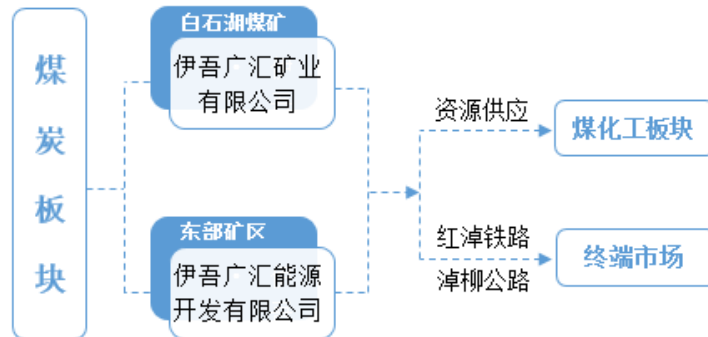 煤炭板块
白石湖煤矿
伊吾广汇矿业
有限公司
东部矿区
伊吾广汇能源
开发有限公司
资源供应
煤化工板块
红淖铁路
淖柳公路
终端市场